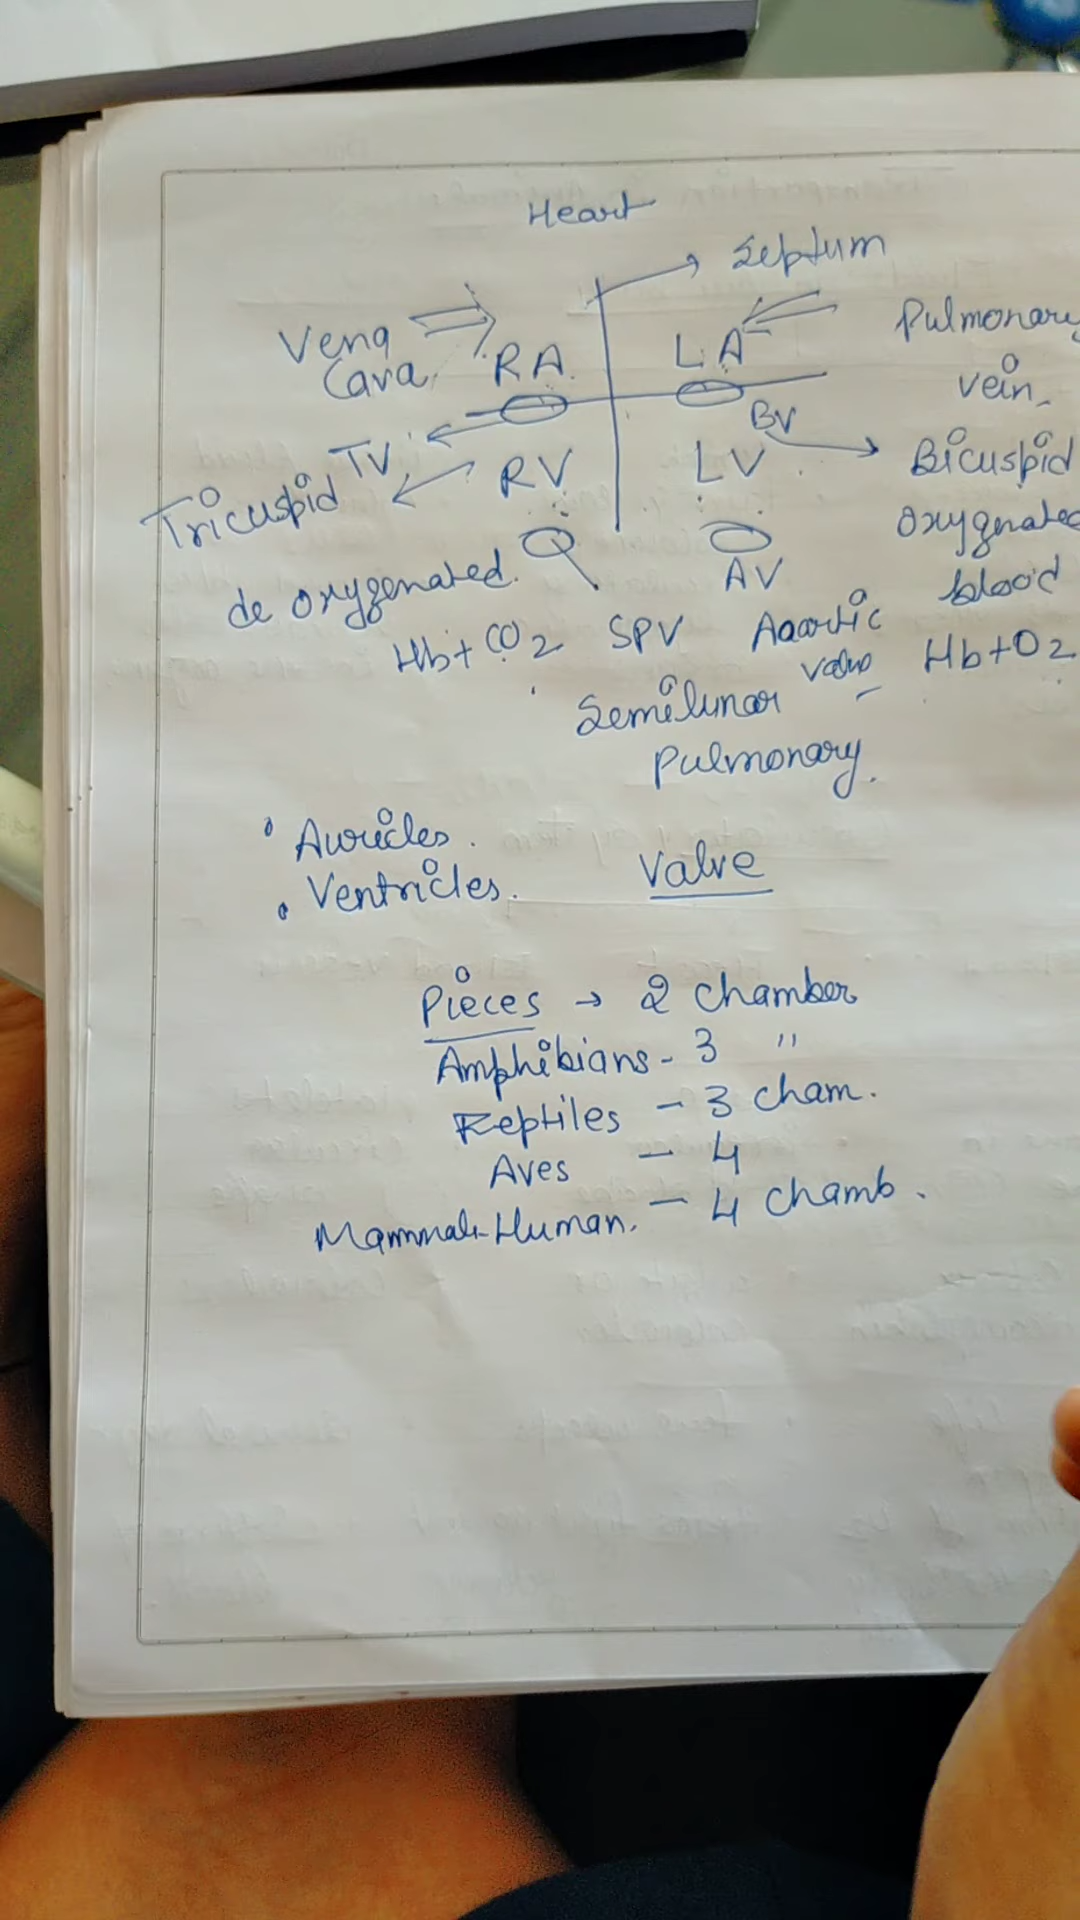 Heart
Septum
Vena
Cava
RA
LA
Pulmonary
vein
BV
TV
RV
LV
Bicuspid
Tricuspid
oxygenated
blood
Hb+O2
de oxygenated.
Hb+CO2
SPV
AV
Aaortic
valve
Semilunar
Pulmonary.
• Auricles.
• Ventricles.
Valve
Pieces → 2 chamber
Amphibians - 3 "
Reptiles - 3 cham.
Aves - 4
Mammals-Human. - 4 chamb.